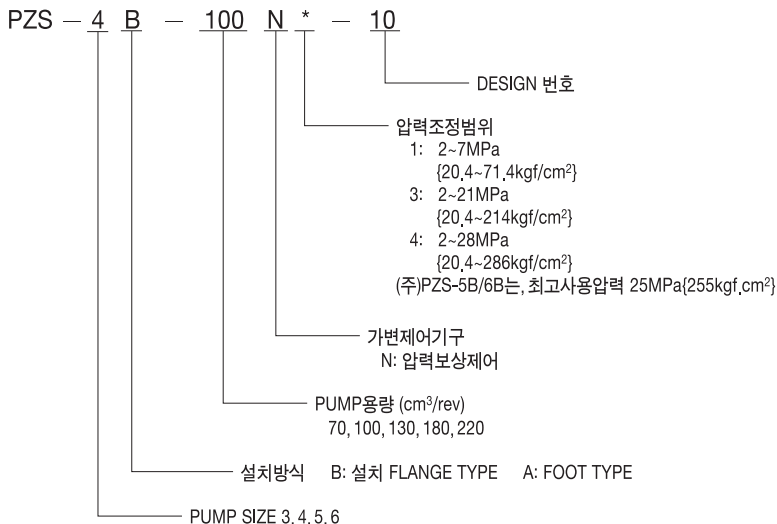 PZS – 4 B – 100 N * – 10
DESIGN 번호
압력조정범위
1: 2~7MPa
{20.4~71.4kgf/cm²}
3: 2~21MPa
{20.4~214kgf/cm²}
4: 2~28MPa
{20.4~286kgf/cm²}
(주)PZS-5B/6B는, 최고사용압력 25MPa{255kgf.cm²}
가변제어기구
N: 압력보상제어
PUMP용량 (cm³/rev)
70, 100, 130, 180, 220
설치방식 B: 설치 FLANGE TYPE A: FOOT TYPE
PUMP SIZE 3, 4, 5, 6